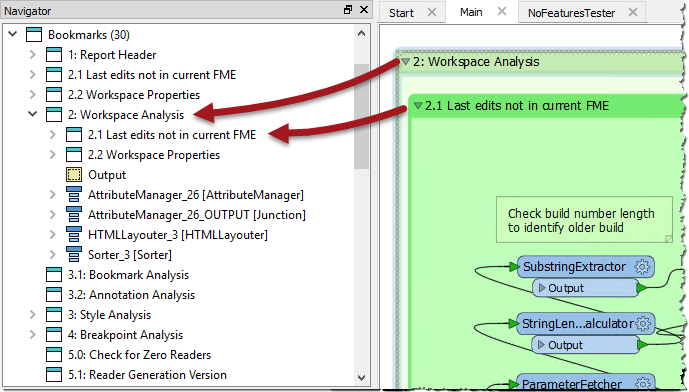 Navigator
Bookmarks (30)
1: Report Header
2.1 Last edits not in current FME
2.2 Workspace Properties
2: Workspace Analysis
2.1 Last edits not in current FME
2.2 Workspace Properties
Output
AttributeManager_26 [AttributeManager]
AttributeManager_26_OUTPUT [Junction]
HTMLLayouter_3 [HTMLLayouter]
Sorter_3 [Sorter]
3.1: Bookmark Analysis
3.2: Annotation Analysis
3: Style Analysis
4: Breakpoint Analysis
5.0: Check for Zero Readers
5.1: Reader Generation Version
Start
Main
NoFeaturesTester
2: Workspace Analysis
2.1 Last edits not in current FME
Check build number length
to identify older build
SubstringExtractor
Output
StringLen...alculator
Output
ParameterFetcher